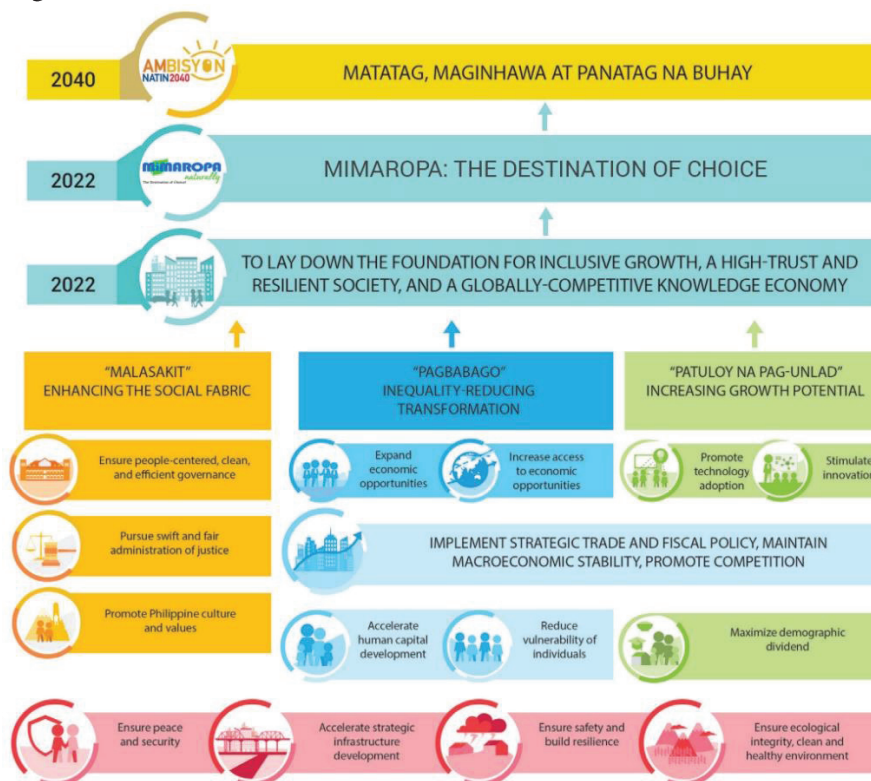 2040
AMBISYON
NATIN2040
MATATAG, MAGINHAWA AT PANATAG NA BUHAY
2022
MIMAROPA
naturally
The Destination of Choice!
MIMAROPA: THE DESTINATION OF CHOICE
2022
TO LAY DOWN THE FOUNDATION FOR INCLUSIVE GROWTH, A HIGH-TRUST AND
RESILIENT SOCIETY, AND A GLOBALLY-COMPETITIVE KNOWLEDGE ECONOMY
“MALASAKIT”
ENHANCING THE SOCIAL FABRIC
“PAGBABAGO”
INEQUALITY-REDUCING
TRANSFORMATION
“PATULOY NA PAG-UNLAD”
INCREASING GROWTH POTENTIAL
Ensure people-centered, clean,
and efficient governance
Expand
economic
opportunities
Increase access
to economic
opportunities
Promote
technology
adoption
Stimulate
innovation
Pursue swift and fair
administration of justice
IMPLEMENT STRATEGIC TRADE AND FISCAL POLICY, MAINTAIN
MACROECONOMIC STABILITY, PROMOTE COMPETITION
Promote Philippine culture
and values
Accelerate
human capital
development
Reduce
vulnerability of
individuals
Maximize demographic
dividend
Ensure peace
and security
Accelerate strategic
infrastructure
development
Ensure safety and
build resilience
Ensure ecological
integrity, clean and
healthy environment